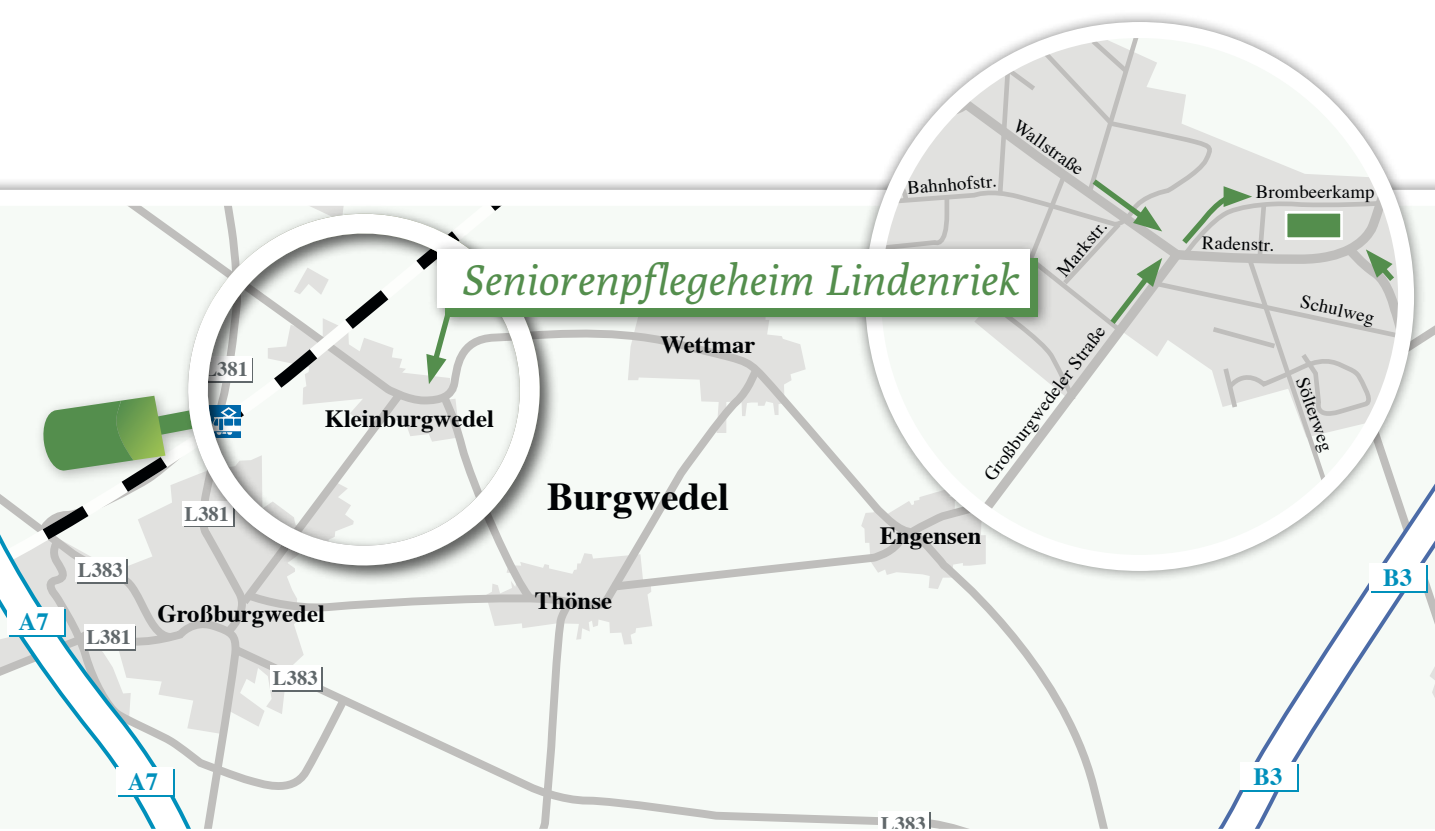 Wallstraße
Bahnhofstr.
Brombeerkamp
Markstr.
Radenstr.
Seniorenpflegeheim Lindenriek
Schulweg
Großburgwedeler Straße
Sölterweg
Wettmar
L381
Kleinburgwedel
Burgwedel
L381
Engensen
L383
B3
Thönse
Großburgwedel
A7
L381
L383
A7
B3
L383